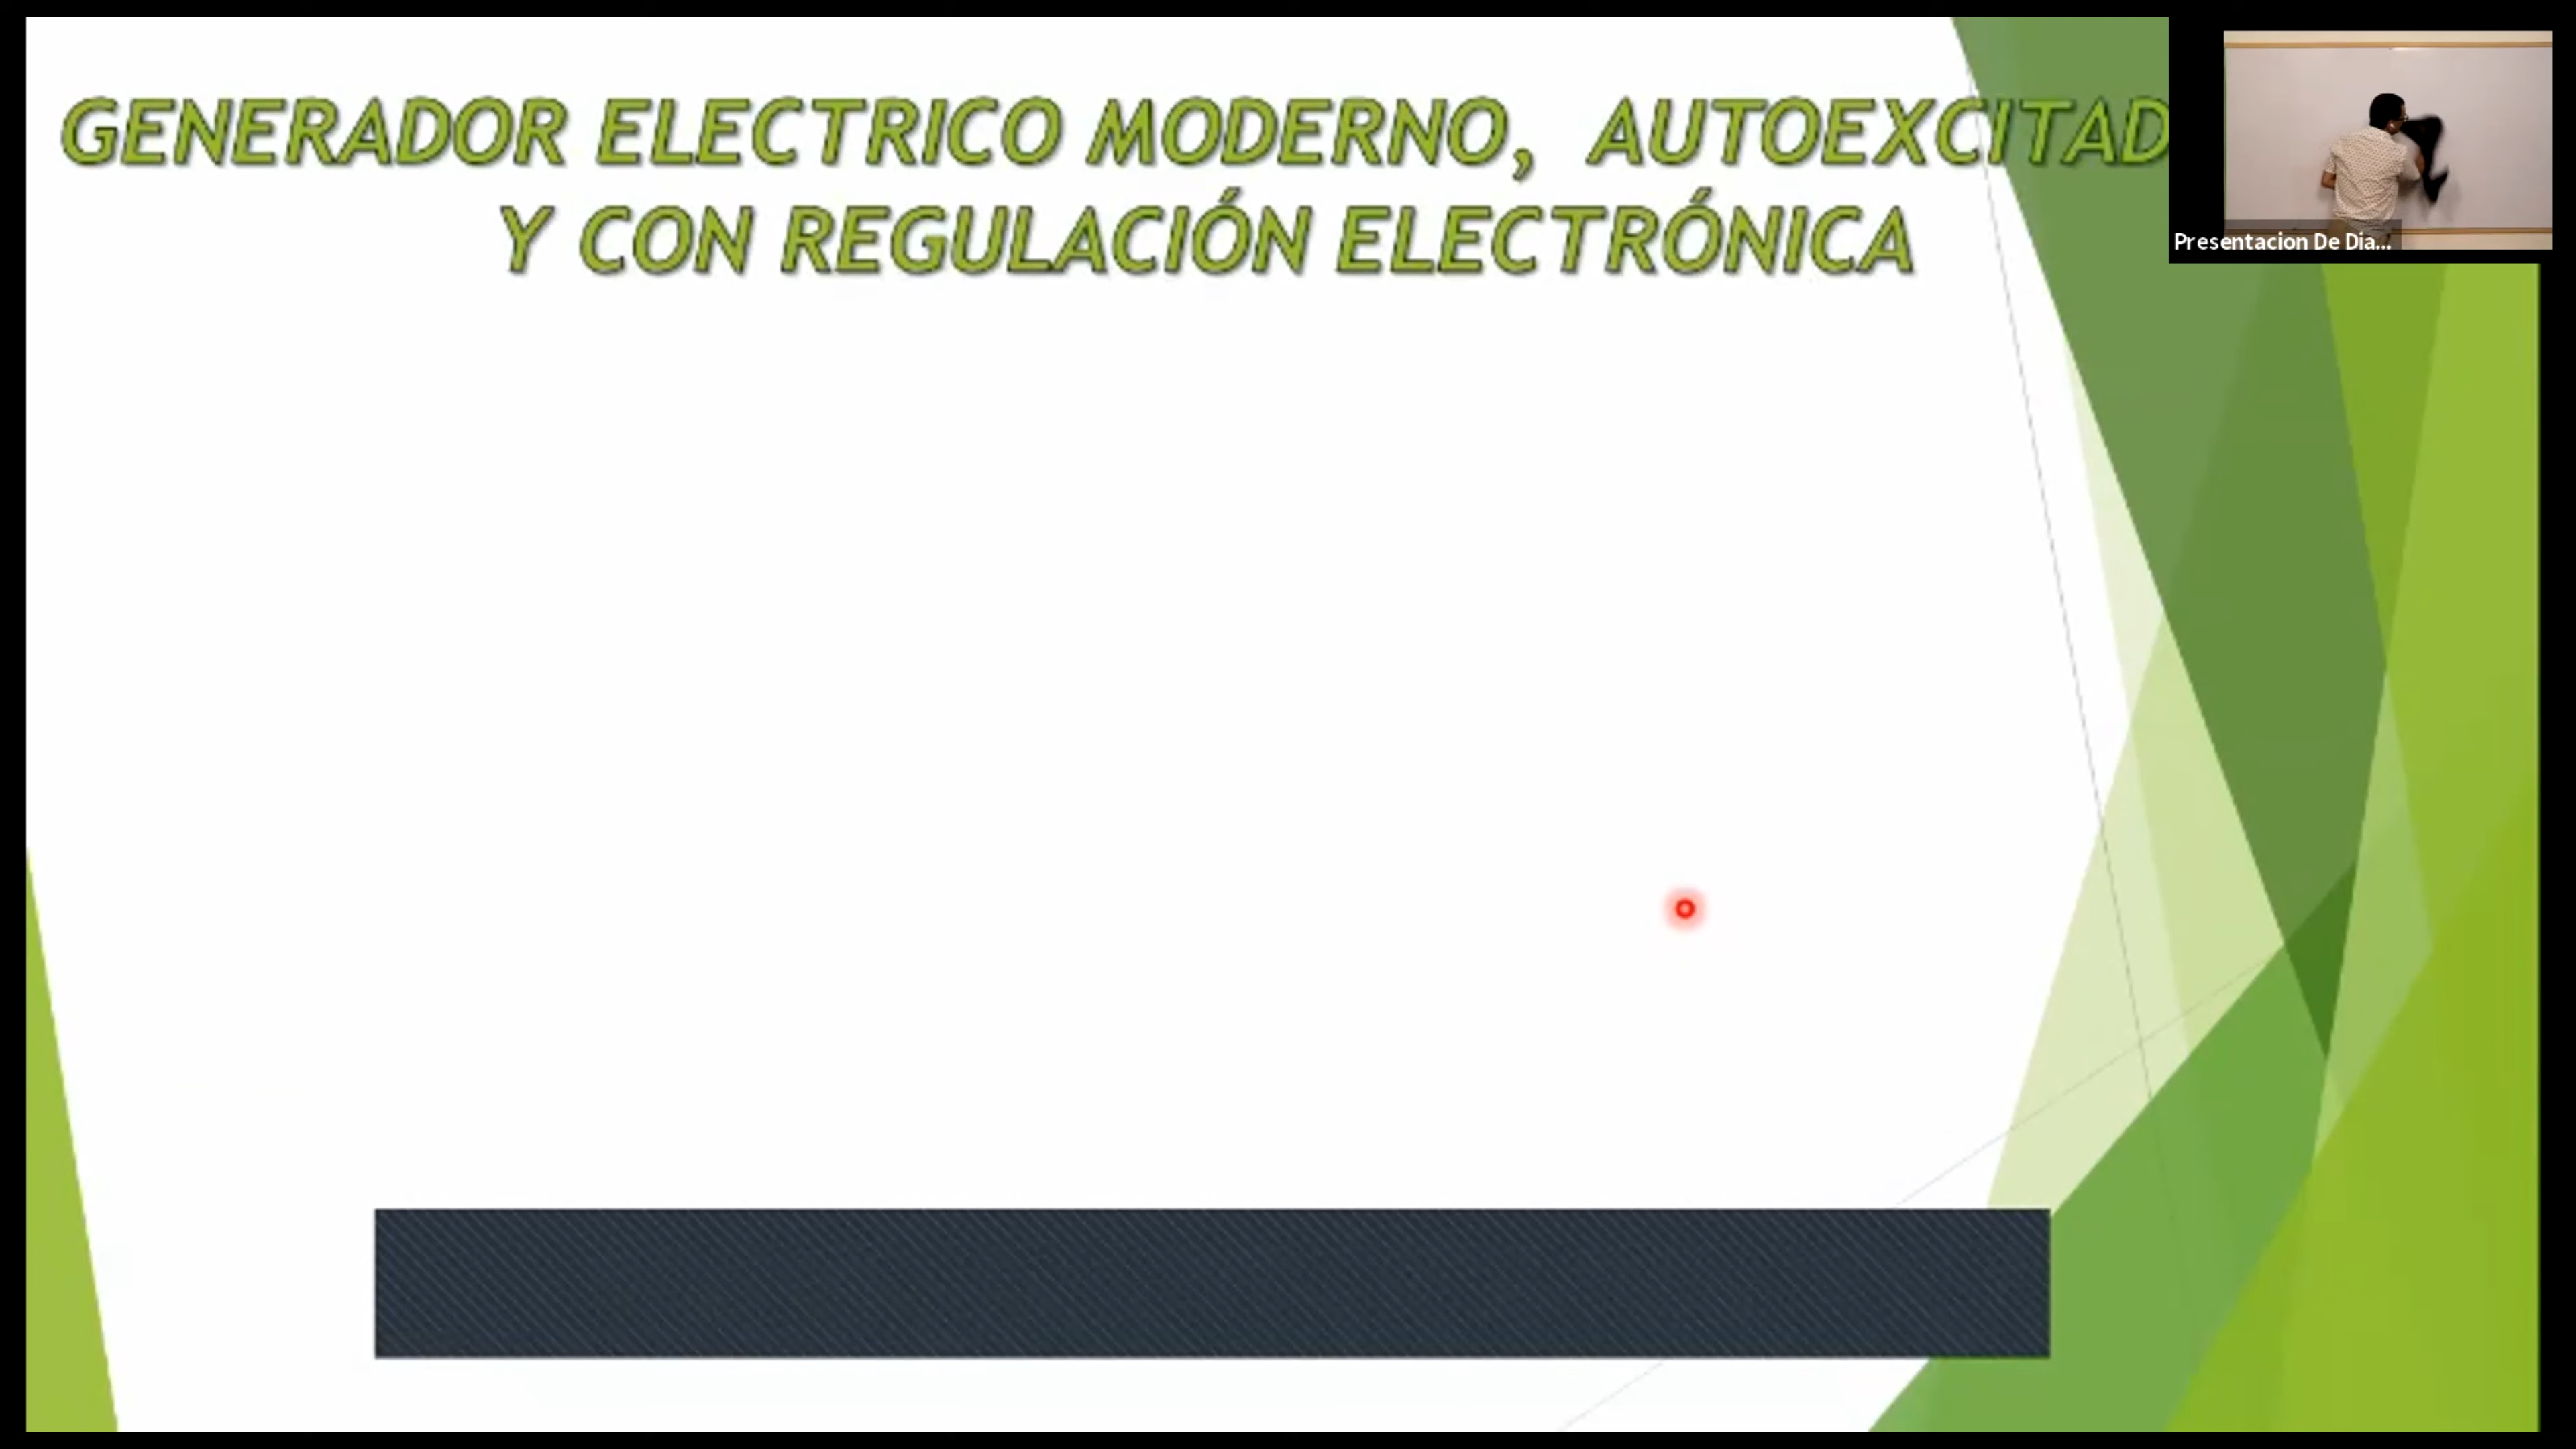 GENERADOR ELECTRICO MODERNO, AUTOEXCITAD
Y CON REGULACIÓN ELECTRÓNICA
Presentacion De Dia...